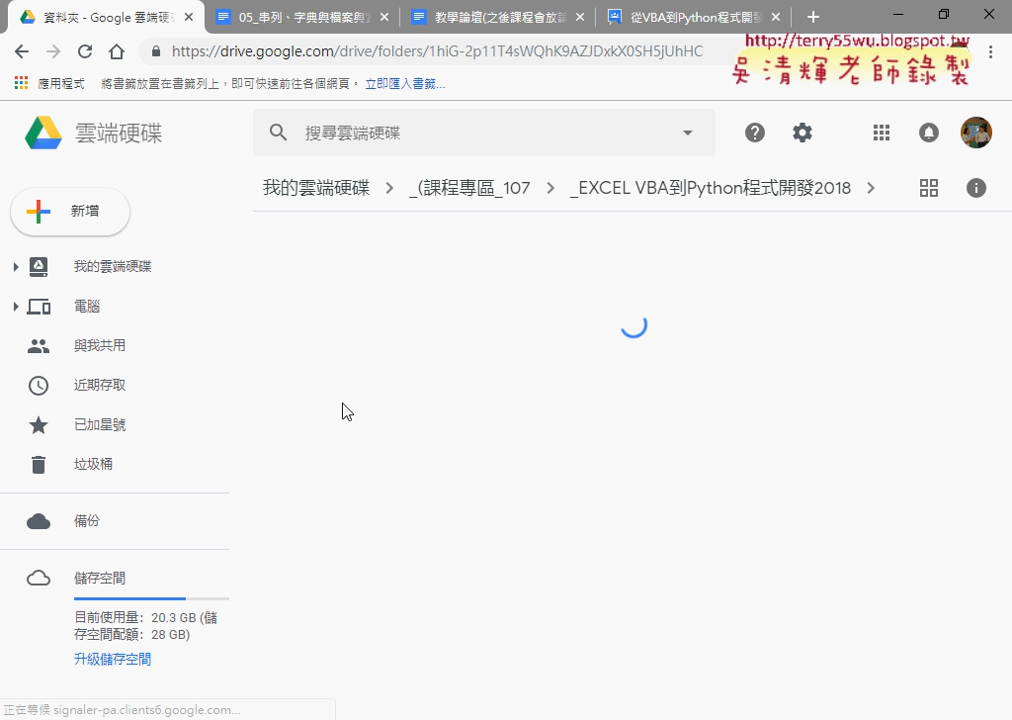 資料夾 - Google 雲端硬碟
05_串列、字典與檔案與
教學論壇(之後課程會放
從VBA到Python程式開發
https://drive.google.com/drive/folders/1hiG-2p11T4sWQhK9AZJDxkX0SH5jUhHC
http://terry55wu.blogspot.tw
吳清輝老師錄製
應用程式
將書籤放置在書籤列上，即可快速前往各個網頁。
立即匯入書籤...
雲端硬碟
搜尋雲端硬碟
新增
我的雲端硬碟
_(課程專區_107
_EXCEL VBA到Python程式開發2018
我的雲端硬碟
電腦
與我共用
近期存取
已加星號
垃圾桶
備份
儲存空間
目前使用量：20.3 GB (儲
存空間配額：28 GB)
升級儲存空間
正在等候 signaler-pa.clients6.google.com...